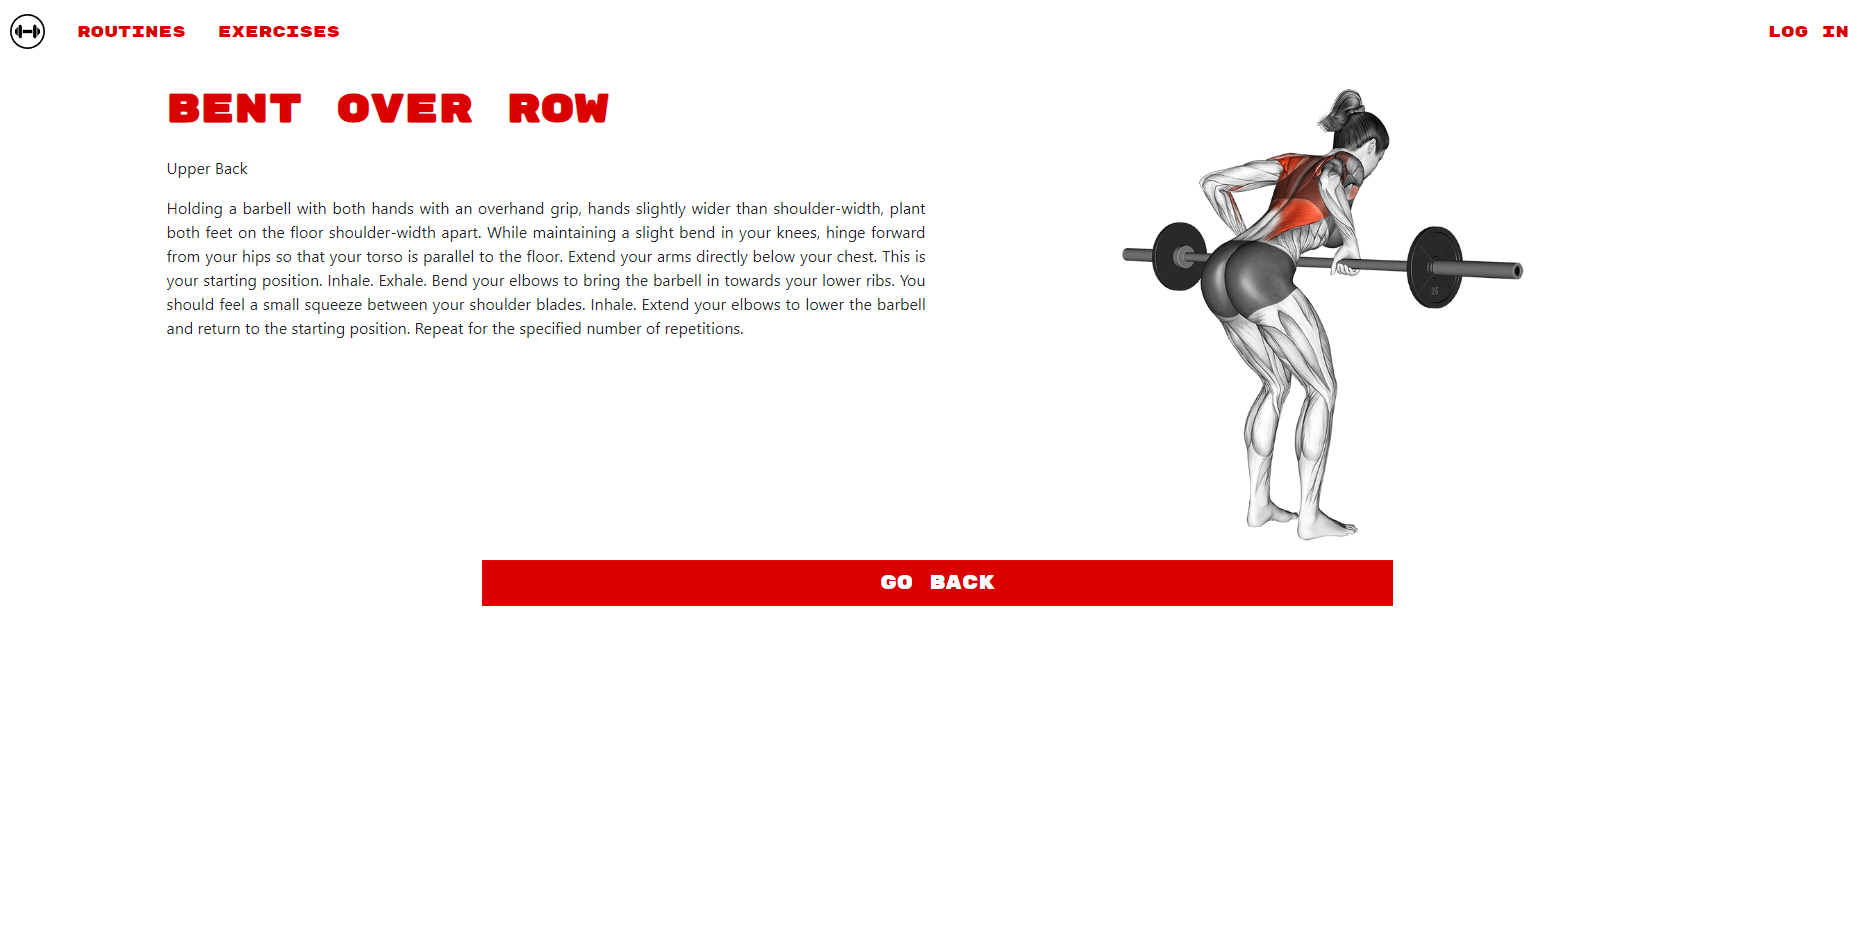 ROUTINES EXERCISES LOG IN
BENT OVER ROW
Upper Back
Holding a barbell with both hands with an overhand grip, hands slightly wider than shoulder-width, plant
both feet on the floor shoulder-width apart. While maintaining a slight bend in your knees, hinge forward
from your hips so that your torso is parallel to the floor. Extend your arms directly below your chest. This is
your starting position. Inhale. Exhale. Bend your elbows to bring the barbell in towards your lower ribs. You
should feel a small squeeze between your shoulder blades. Inhale. Extend your elbows to lower the barbell
and return to the starting position. Repeat for the specified number of repetitions.
GO BACK